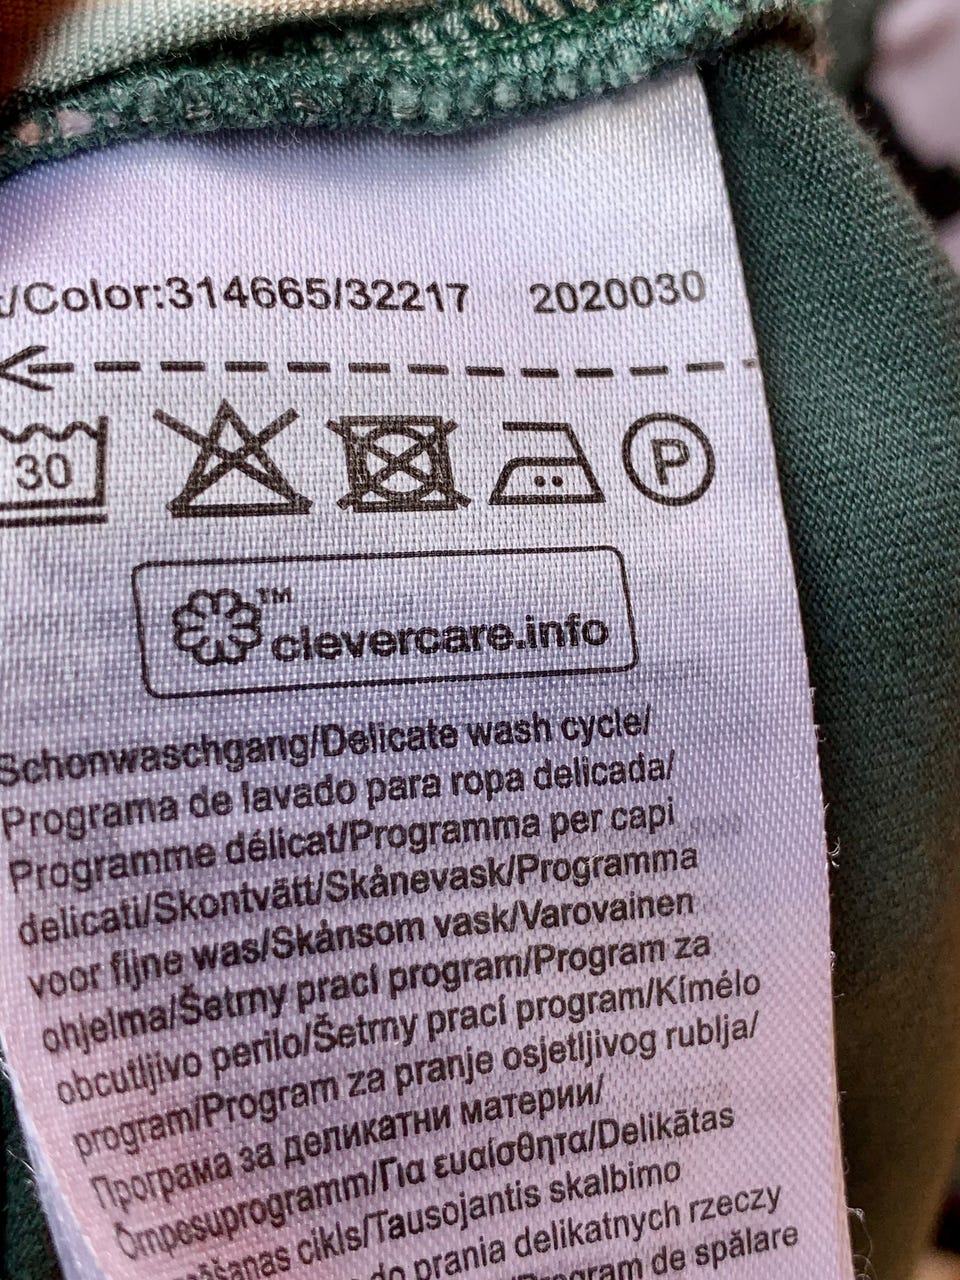 /Color:314665/32217 2020030
30
P
™
clevercare.info
Schonwaschgang/Delicate wash cycle/
Programa de lavado para ropa delicada/
Programme délicat/Programma per capi
delicati/Skontvätt/Skånevask/Programma
voor fijne was/Skånsom vask/Varovainen
ohjelma/Šetrny prací program/Program za
obcutljivo perilo/Šetrny prací program/Kímélo
program/Program za pranje osjetljivog rublja/
Програма за деликатни материи/
Õrnpesuprogramm/Για ευαίσθητα/Delikātas
cikls/Tausojantis skalbimo
do prania delikatnych rzeczy
Program de spălare